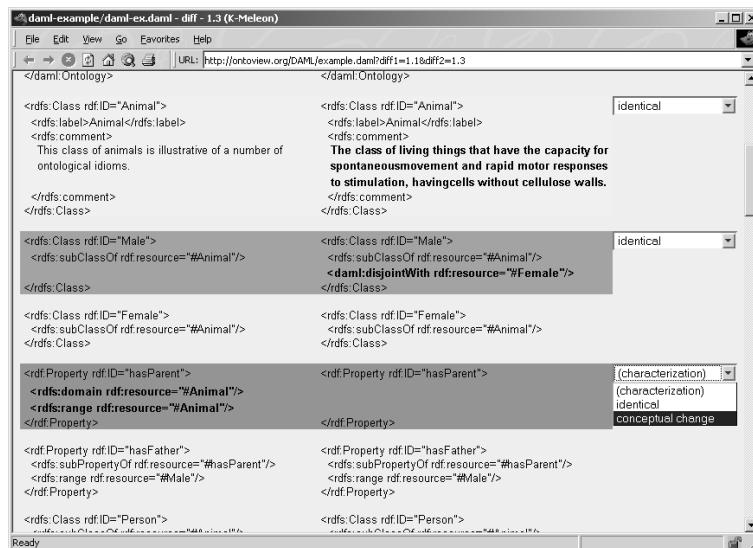 daml-example/daml-ex.daml - diff - 1.3 (K-Meleon)
File Edit View Go Favorites Help
URL: http://ontoview.org/DAML/example.daml?diff1=1.1&diff2=1.3
</daml:Ontology> </daml:Ontology>
<rdfs:Class rdf:ID="Animal"> <rdfs:Class rdf:ID="Animal"> identical
<rdfs:label>Animal</rdfs:label> <rdfs:label>Animal</rdfs:label>
<rdfs:comment> <rdfs:comment>
This class of animals is illustrative of a number of The class of living things that have the capacity for
ontological idioms. spontaneousmovement and rapid motor responses
to stimulation, havingcells without cellulose walls.
</rdfs:comment> </rdfs:comment>
</rdfs:Class> </rdfs:Class>
<rdfs:Class rdf:ID="Male"> <rdfs:Class rdf:ID="Male"> identical
<rdfs:subClassOf rdf:resource="#Animal"/> <rdfs:subClassOf rdf:resource="#Animal"/>
<daml:disjointWith rdf:resource="#Female"/>
</rdfs:Class> </rdfs:Class>
<rdfs:Class rdf:ID="Female"> <rdfs:Class rdf:ID="Female">
<rdfs:subClassOf rdf:resource="#Animal"/> <rdfs:subClassOf rdf:resource="#Animal"/>
</rdfs:Class> </rdfs:Class>
<rdf:Property rdf:ID="hasParent"> <rdf:Property rdf:ID="hasParent"> (characterization)
<rdfs:domain rdf:resource="#Animal"/> (characterization)
<rdfs:range rdf:resource="#Animal"/> identical
</rdf:Property> </rdf:Property> conceptual change
<rdf:Property rdf:ID="hasFather"> <rdf:Property rdf:ID="hasFather">
<rdfs:subPropertyOf rdf:resource="#hasParent"/> <rdfs:subPropertyOf rdf:resource="#hasParent"/>
<rdfs:range rdf:resource="#Male"/> <rdfs:range rdf:resource="#Male"/>
</rdf:Property> </rdf:Property>
<rdfs:Class rdf:ID="Person"> <rdfs:Class rdf:ID="Person">
<rdfs:subClassOf rdf:resource="#Animal"/> <rdfs:subClassOf rdf:resource="#Animal"/>
Ready